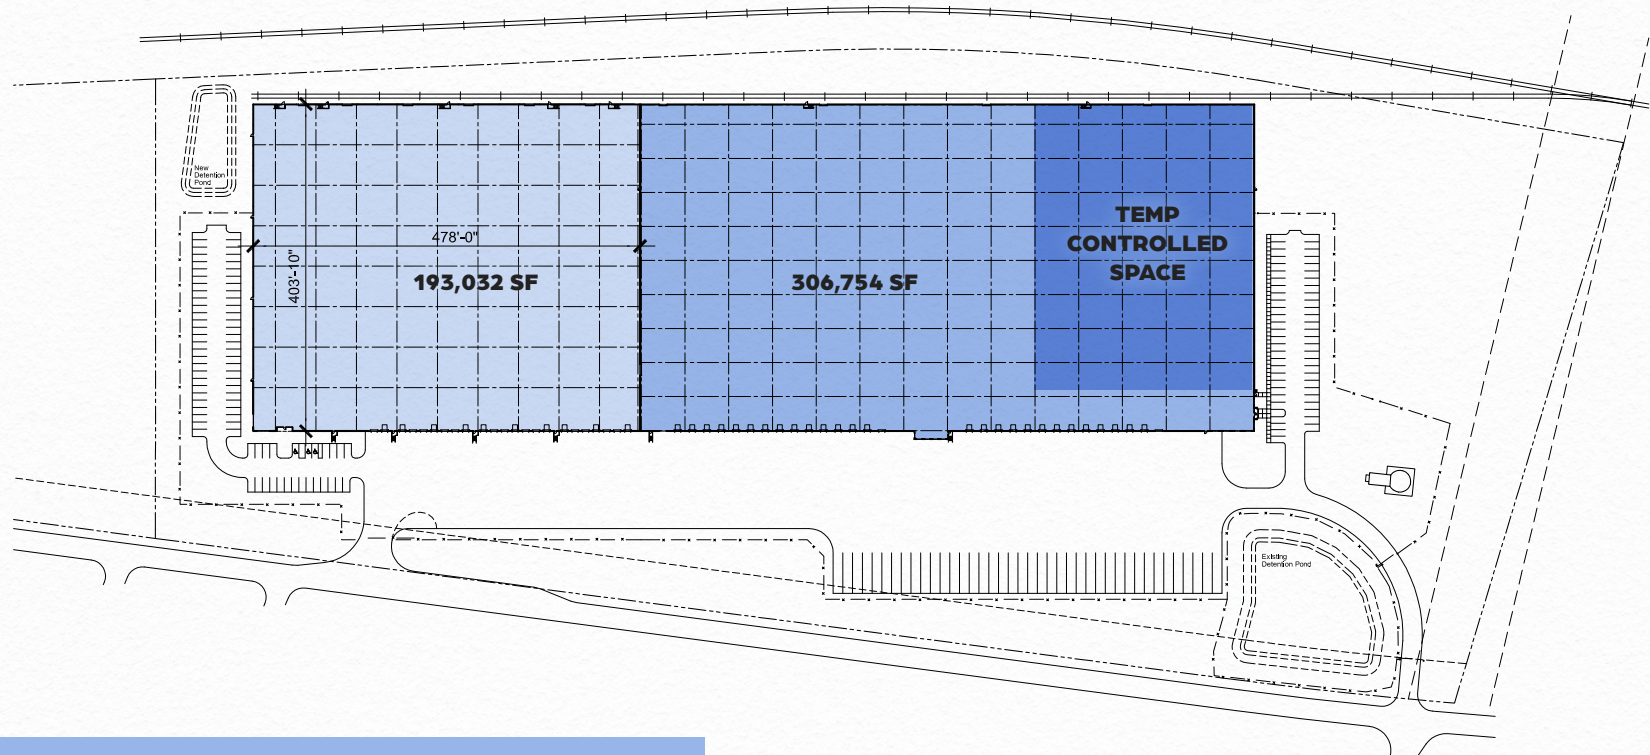 New
Detention
Pond
TEMP
CONTROLLED
SPACE
478'-0"
403'-10"
193,032 SF
306,754 SF
Existing
Detention Pond